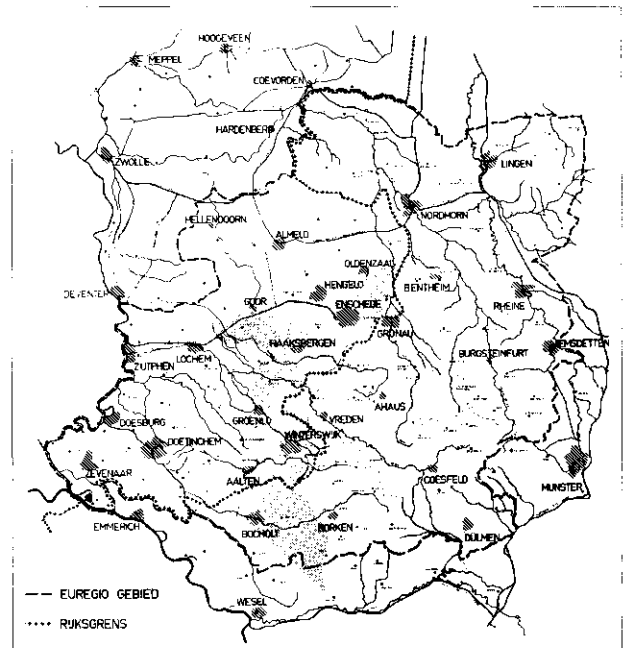 HOOGEVEEN
MEPPEL
COEVORDEN
HARDENBERG
ZWOLLE
LINGEN
HELLENDOORN
NORDHORN
ALMELO
OLDENZAAL
BENTHEIM
DEVENTER
HENGELO
RHEINE
GOOR
ENSCHEDE
GRONAU
HAAKSBERGEN
LOCHEM
BURGSTEINFURT
EMSDETTEN
ZUTPHEN
AHAUS
DOESBURG
GROENLO
VREDEN
DOETINCHEM
WINTERSWIJK
ZEVENAAR
AALTEN
COESFELD
MUNSTER
EMMERICH
BOCHOLT
BORKEN
DÜLMEN
WESEL
EUREGIO GEBIED
RIJKSGRENS